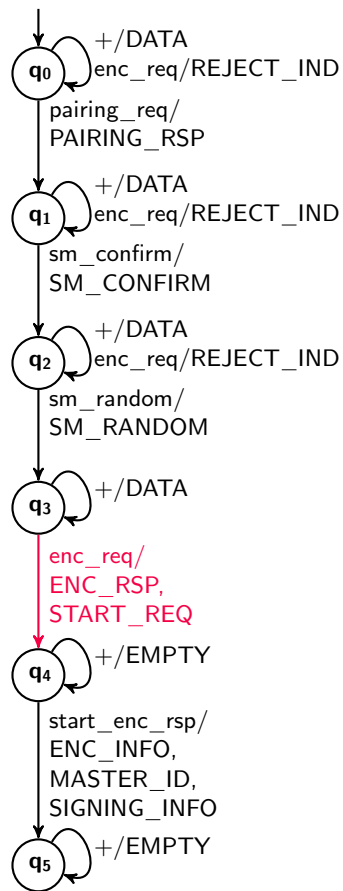 +/DATA
q0
enc_req/REJECT_IND
pairing_req/
PAIRING_RSP
+/DATA
q1
enc_req/REJECT_IND
sm_confirm/
SM_CONFIRM
+/DATA
q2
enc_req/REJECT_IND
sm_random/
SM_RANDOM
+/DATA
q3
enc_req/
ENC_RSP,
START_REQ
+/EMPTY
q4
start_enc_rsp/
ENC_INFO,
MASTER_ID,
SIGNING_INFO
+/EMPTY
q5